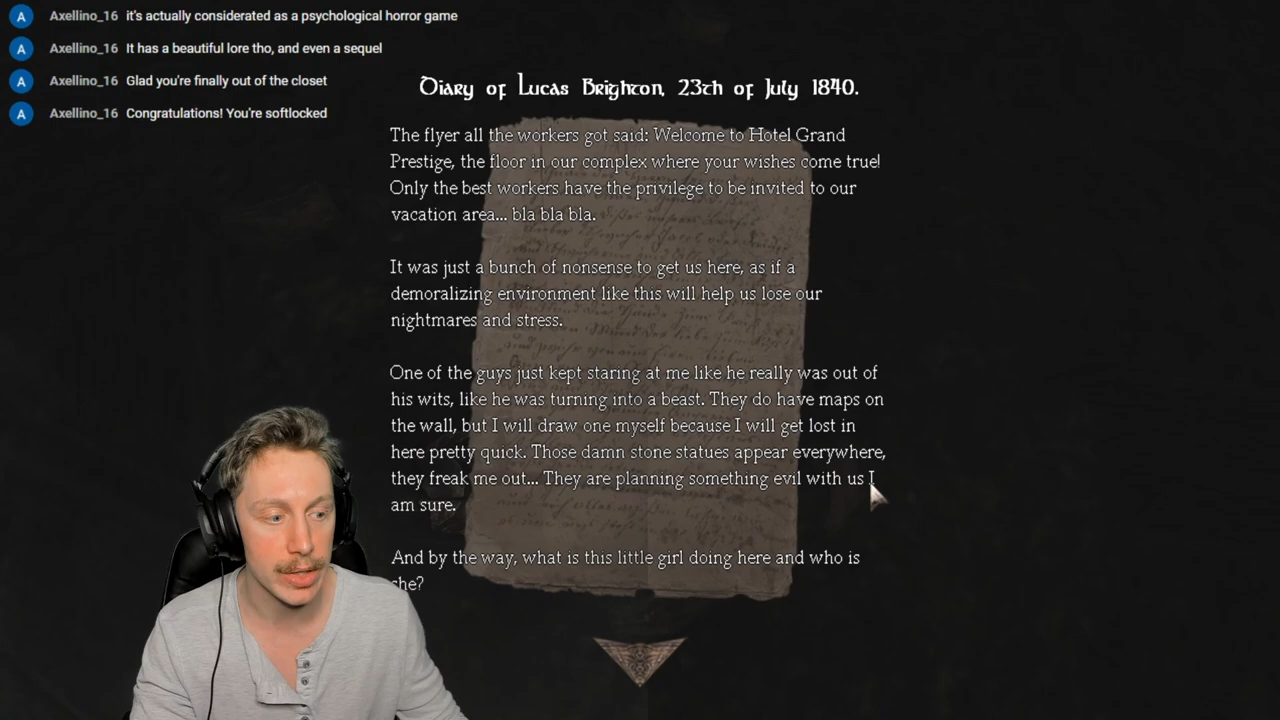 A Axellino_16 it's actually considerated as a psychological horror game
A Axellino_16 It has a beautiful lore tho, and even a sequel
A Axellino_16 Glad you're finally out of the closet
A Axellino_16 Congratulations! You're softlocked
Diary of Lucas Brighton, 23th of July 1840.
The flyer all the workers got said: Welcome to Hotel Grand
Prestige, the floor in our complex where your wishes come true!
Only the best workers have the privilege to be invited to our
vacation area... bla bla bla.
It was just a bunch of nonsense to get us here, as if a
demoralizing environment like this will help us lose our
nightmares and stress.
One of the guys just kept staring at me like he really was out of
his wits, like he was turning into a beast. They do have maps on
the wall, but I will draw one myself because I will get lost in
here pretty quick. Those damn stone statues appear everywhere,
they freak me out... They are planning something evil with us I
am sure.
And by the way, what is this little girl doing here and who is
she?